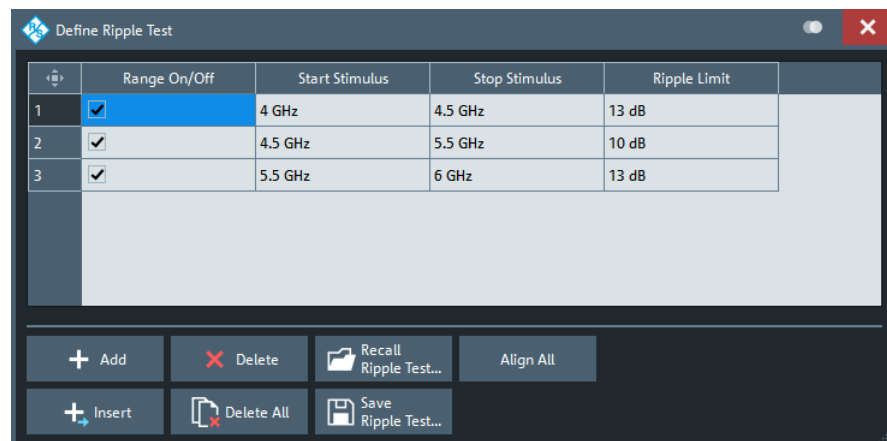 R&S Define Ripple Test
Range On/Off Start Stimulus Stop Stimulus Ripple Limit
1 4 GHz 4.5 GHz 13 dB
2 4.5 GHz 5.5 GHz 10 dB
3 5.5 GHz 6 GHz 13 dB
Add Delete Recall Ripple Test... Align All
Insert Delete All Save Ripple Test...